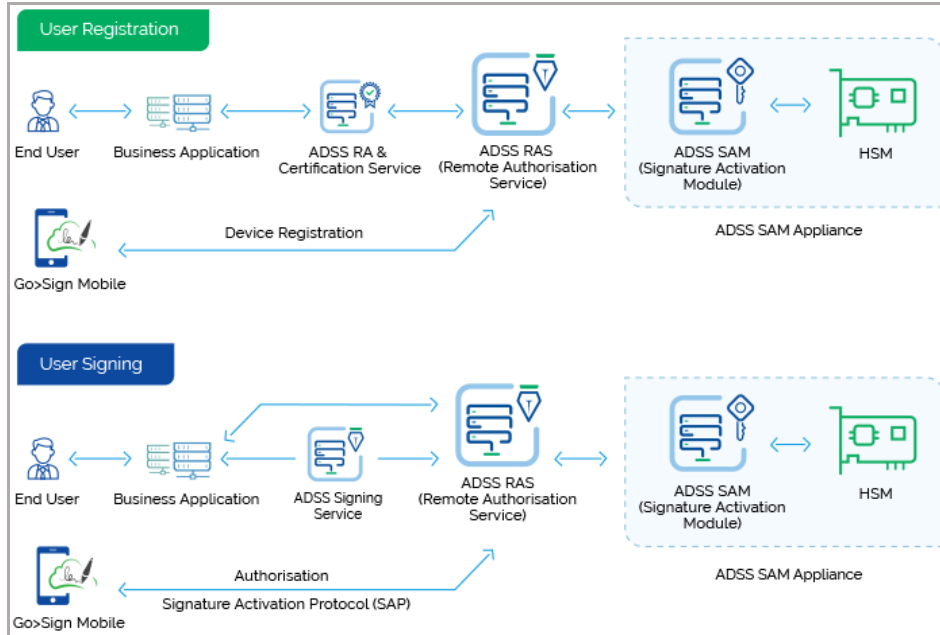 User Registration
End User
Business Application
ADSS RA &
Certification Service
ADSS RAS
(Remote Authorisation
Service)
ADSS SAM
(Signature Activation
Module)
HSM
Device Registration
ADSS SAM Appliance
Go>Sign Mobile
User Signing
End User
Business Application
ADSS Signing
Service
ADSS RAS
(Remote Authorisation
Service)
ADSS SAM
(Signature Activation
Module)
HSM
Authorisation
Signature Activation Protocol (SAP)
ADSS SAM Appliance
Go>Sign Mobile